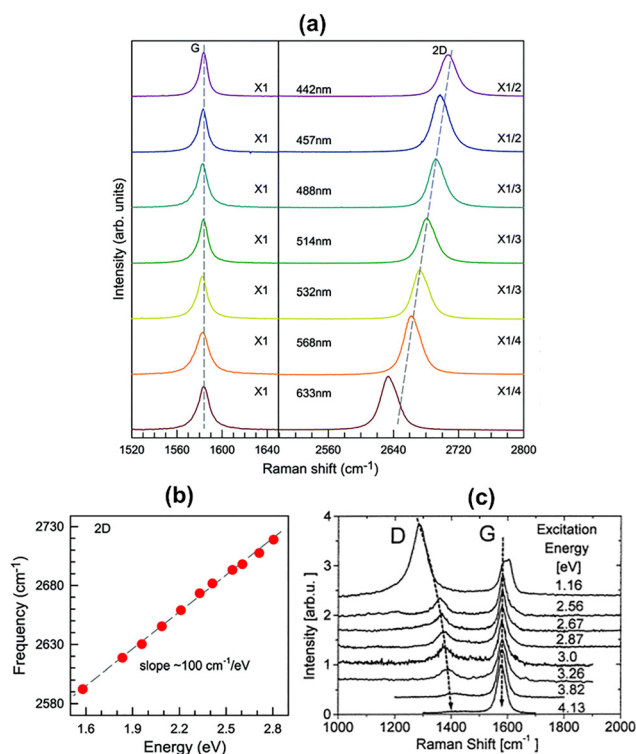 (a)
G 2D
X1 442nm X1/2
X1 457nm X1/2
X1 488nm X1/3
X1 514nm X1/3
X1 532nm X1/3
X1 568nm X1/4
X1 633nm X1/4
Intensity (arb. units)
1520 1560 1600 1640 2640 2720 2800
Raman shift (cm⁻¹)
(b)
2D
2730
2680
2630
2580
Frequency (cm⁻¹)
slope ~100 cm⁻¹/eV
1.6 1.9 2.2 2.5 2.8
Energy (eV)
(c)
D G Excitation
Energy
[eV]
1.16
2.56
2.67
2.87
3.0
3.26
3.82
4.13
4
3
2
1
0
Intensity [arb.u.]
1000 1200 1400 1600 1800 2000
Raman Shift [cm⁻¹]